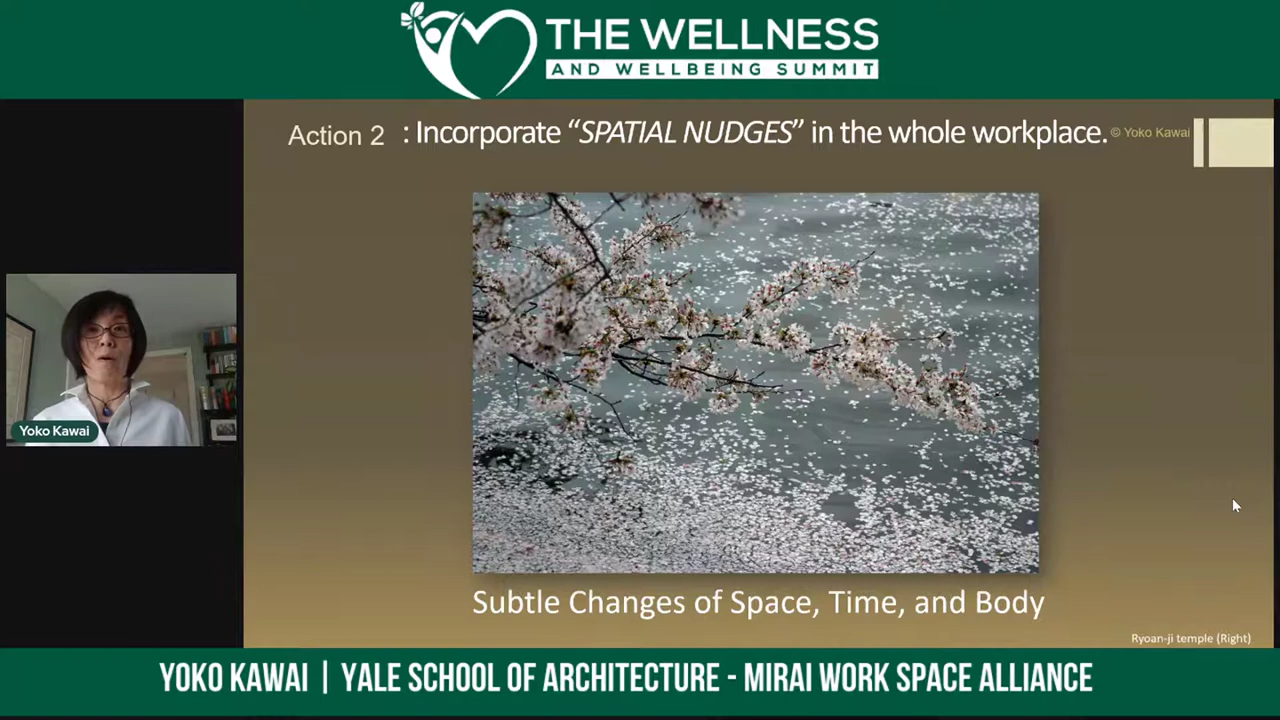 THE WELLNESS
AND WELLBEING SUMMIT
Action 2 : Incorporate “SPATIAL NUDGES” in the whole workplace.
© Yoko Kawai
Yoko Kawai
Subtle Changes of Space, Time, and Body
Ryoan-ji temple (Right)
YOKO KAWAI | YALE SCHOOL OF ARCHITECTURE - MIRAI WORK SPACE ALLIANCE